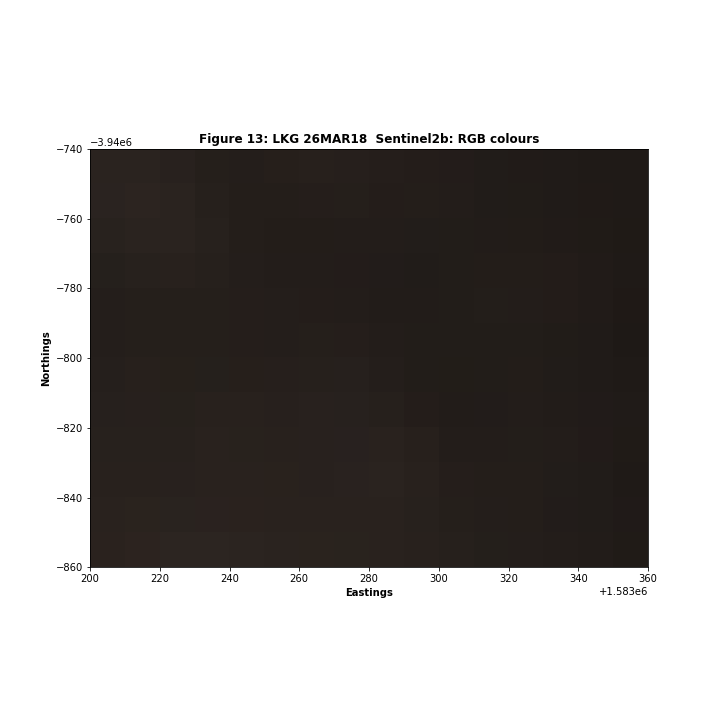 Figure 13: LKG 26MAR18  Sentinel2b: RGB colours
−3.94e6
−740
−760
−780
−800
−820
−840
−860
Northings
200 220 240 260 280 300 320 340 360
+1.583e6
Eastings